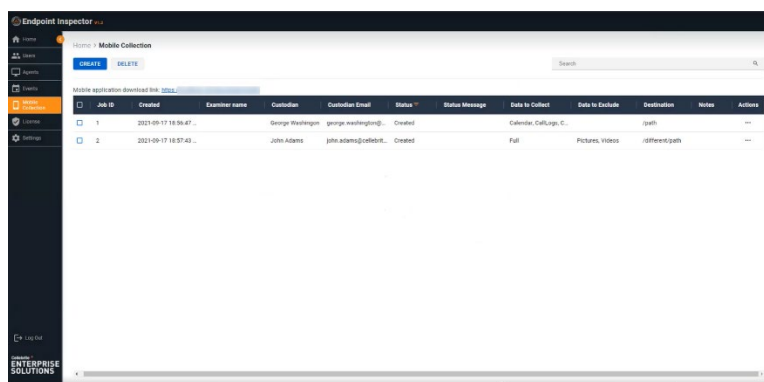 Endpoint Inspector
Home
Users
Agents
Events
Mobile Collection
License
Settings
Log Out
Cellebrite
ENTERPRISE
SOLUTIONS
Home > Mobile Collection
CREATE DELETE
Search
Mobile application download link: https:/
Job ID Created Examiner name Custodian Custodian Email Status Status Message Data to Collect Data to Exclude Destination Notes Actions
1 2021-09-17 18:56:47 ... George Washington george.washington@... Created Calendar, CallLogs, C... /path ...
2 2021-09-17 18:57:43 ... John Adams john.adams@cellebrit... Created Full Pictures, Videos /different/path ...